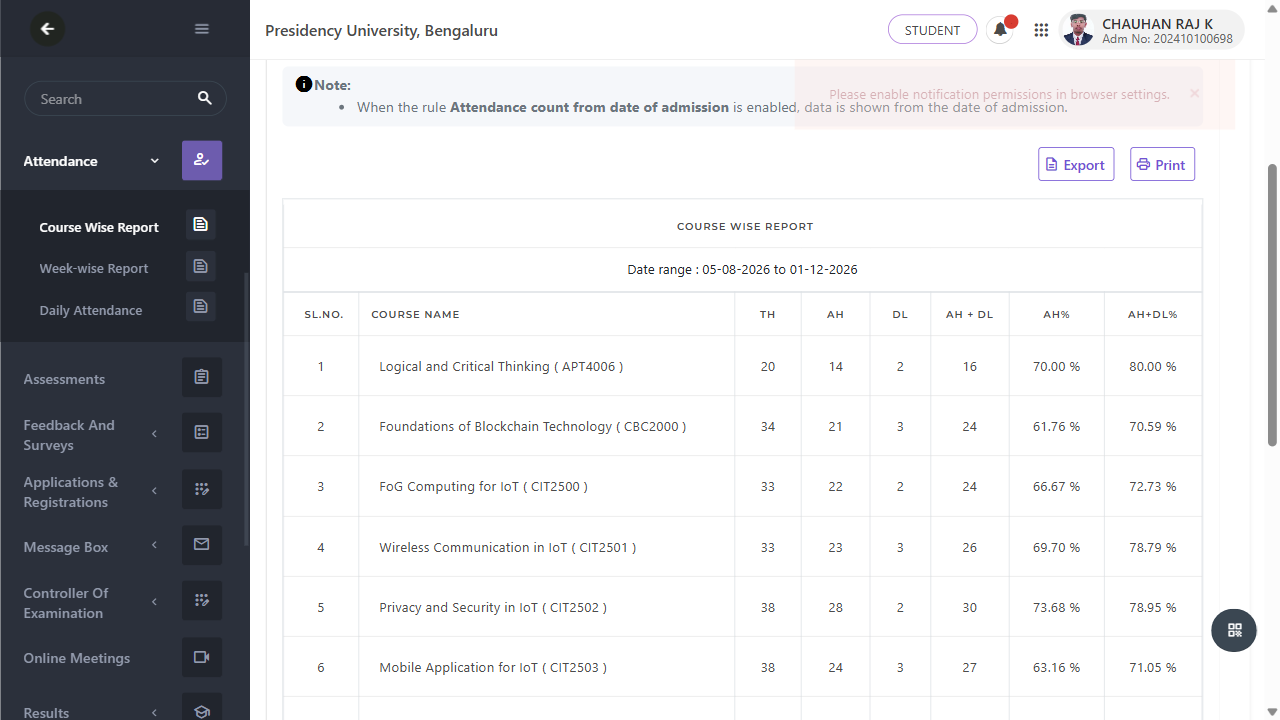 Presidency University, Bengaluru
STUDENT
CHAUHAN RAJ K
Adm No: 202410100698
Search
Attendance
Course Wise Report
Week-wise Report
Daily Attendance
Assessments
Feedback And
Surveys
Applications &
Registrations
Message Box
Controller Of
Examination
Online Meetings
Results
Note:
Please enable notification permissions in browser settings. ×
• When the rule Attendance count from date of admission is enabled, data is shown from the date of admission.
Export Print
COURSE WISE REPORT
Date range : 05-08-2026 to 01-12-2026
SL.NO. COURSE NAME TH AH DL AH + DL AH% AH+DL%
1 Logical and Critical Thinking ( APT4006 ) 20 14 2 16 70.00 % 80.00 %
2 Foundations of Blockchain Technology ( CBC2000 ) 34 21 3 24 61.76 % 70.59 %
3 FoG Computing for IoT ( CIT2500 ) 33 22 2 24 66.67 % 72.73 %
4 Wireless Communication in IoT ( CIT2501 ) 33 23 3 26 69.70 % 78.79 %
5 Privacy and Security in IoT ( CIT2502 ) 38 28 2 30 73.68 % 78.95 %
6 Mobile Application for IoT ( CIT2503 ) 38 24 3 27 63.16 % 71.05 %